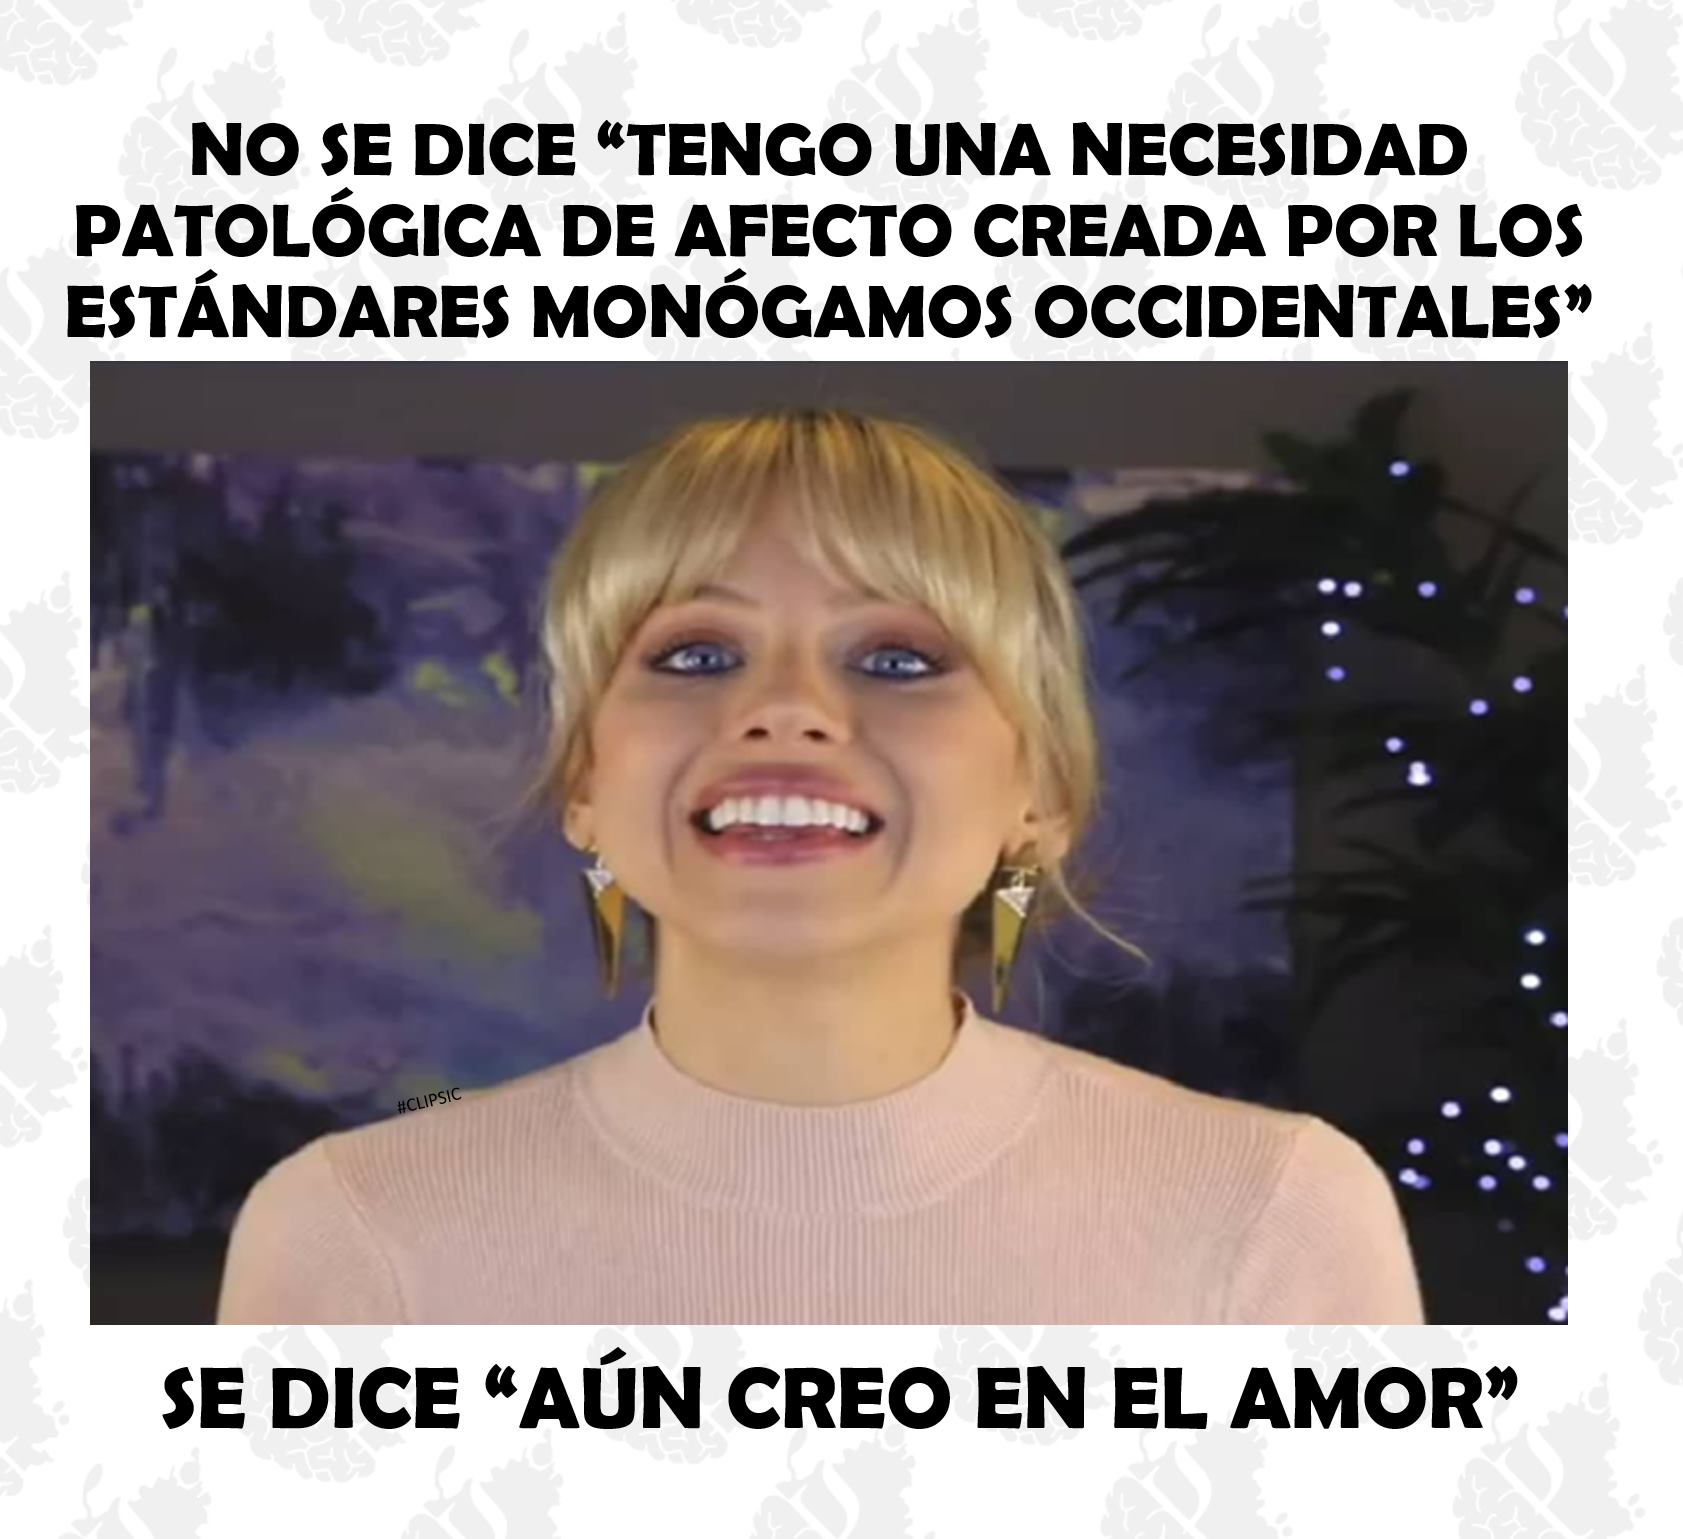 NO SE DICE “TENGO UNA NECESIDAD
PATOLÓGICA DE AFECTO CREADA POR LOS
ESTÁNDARES MONÓGAMOS OCCIDENTALES”
#CLIPSIC
SE DICE “AÚN CREO EN EL AMOR”